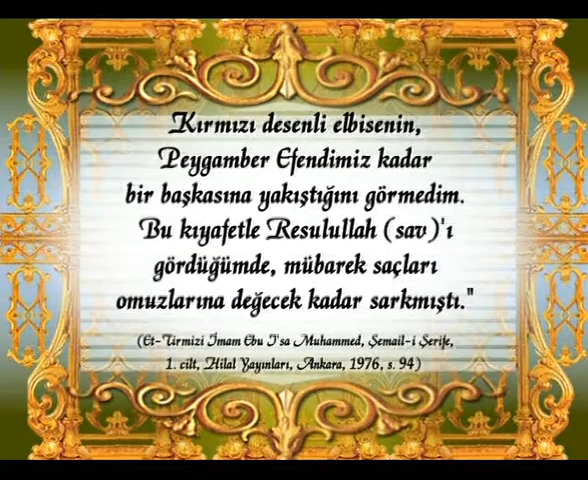 Kırmızı desenli elbisenin,
Peygamber Efendimiz kadar
bir başkasına yakıştığını görmedim.
Bu kıyafetle Resulullah (sav)'ı
gördüğümde, mübarek saçları
omuzlarına değecek kadar sarkmıştı."
(Et-Tirmizi İmam Ebu I'sa Muhammed, Şemail-i Şerife,
1. cilt, Hilal Yayınları, Ankara, 1976, s. 94)